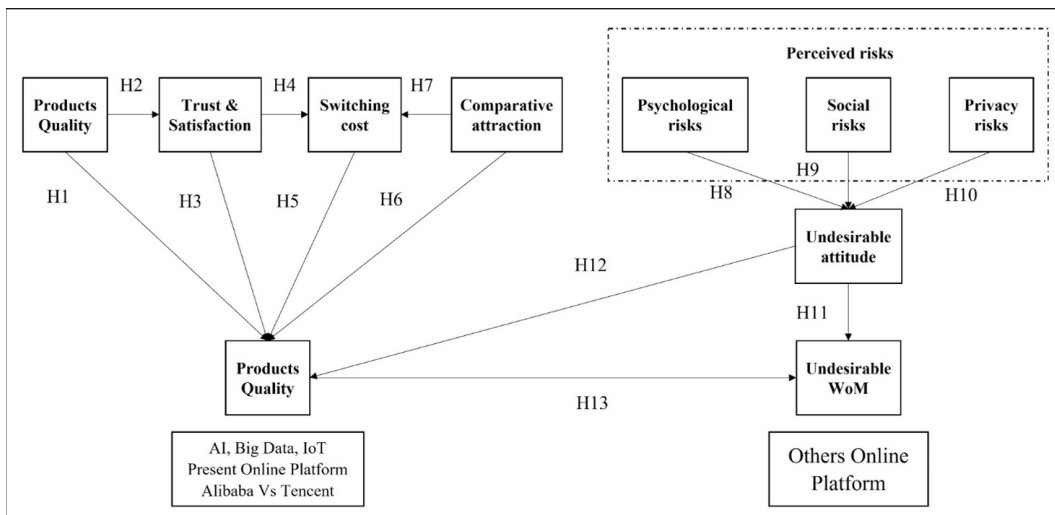 Perceived risks
H2
H4
H7
Products
Quality
Trust &
Satisfaction
Switching
cost
Comparative
attraction
Psychological
risks
Social
risks
Privacy
risks
H1
H3
H5
H6
H8
H9
H10
Undesirable
attitude
H12
H11
Products
Quality
Undesirable
WoM
H13
AI, Big Data, IoT
Present Online Platform
Alibaba Vs Tencent
Others Online
Platform